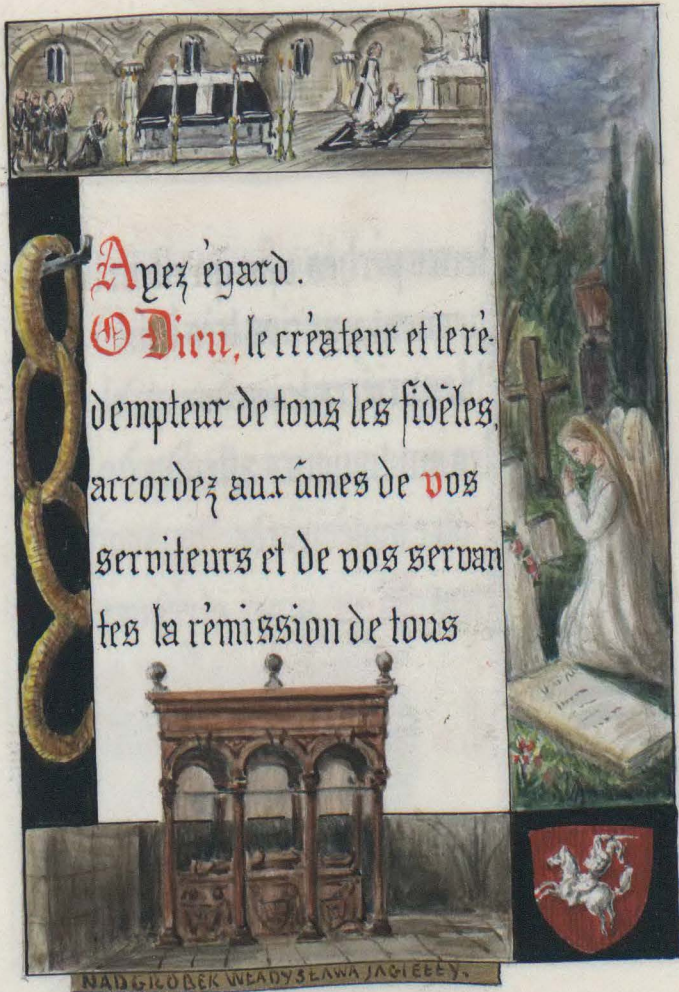 Ayez égard.
O Dieu, le créateur et le ré-
dempteur de tous les fidèles,
accordez aux âmes de vos
serviteurs et de vos servan
tes la rémission de tous
NADGROBEK WŁADYSŁAWA JAGIEŁŁY.